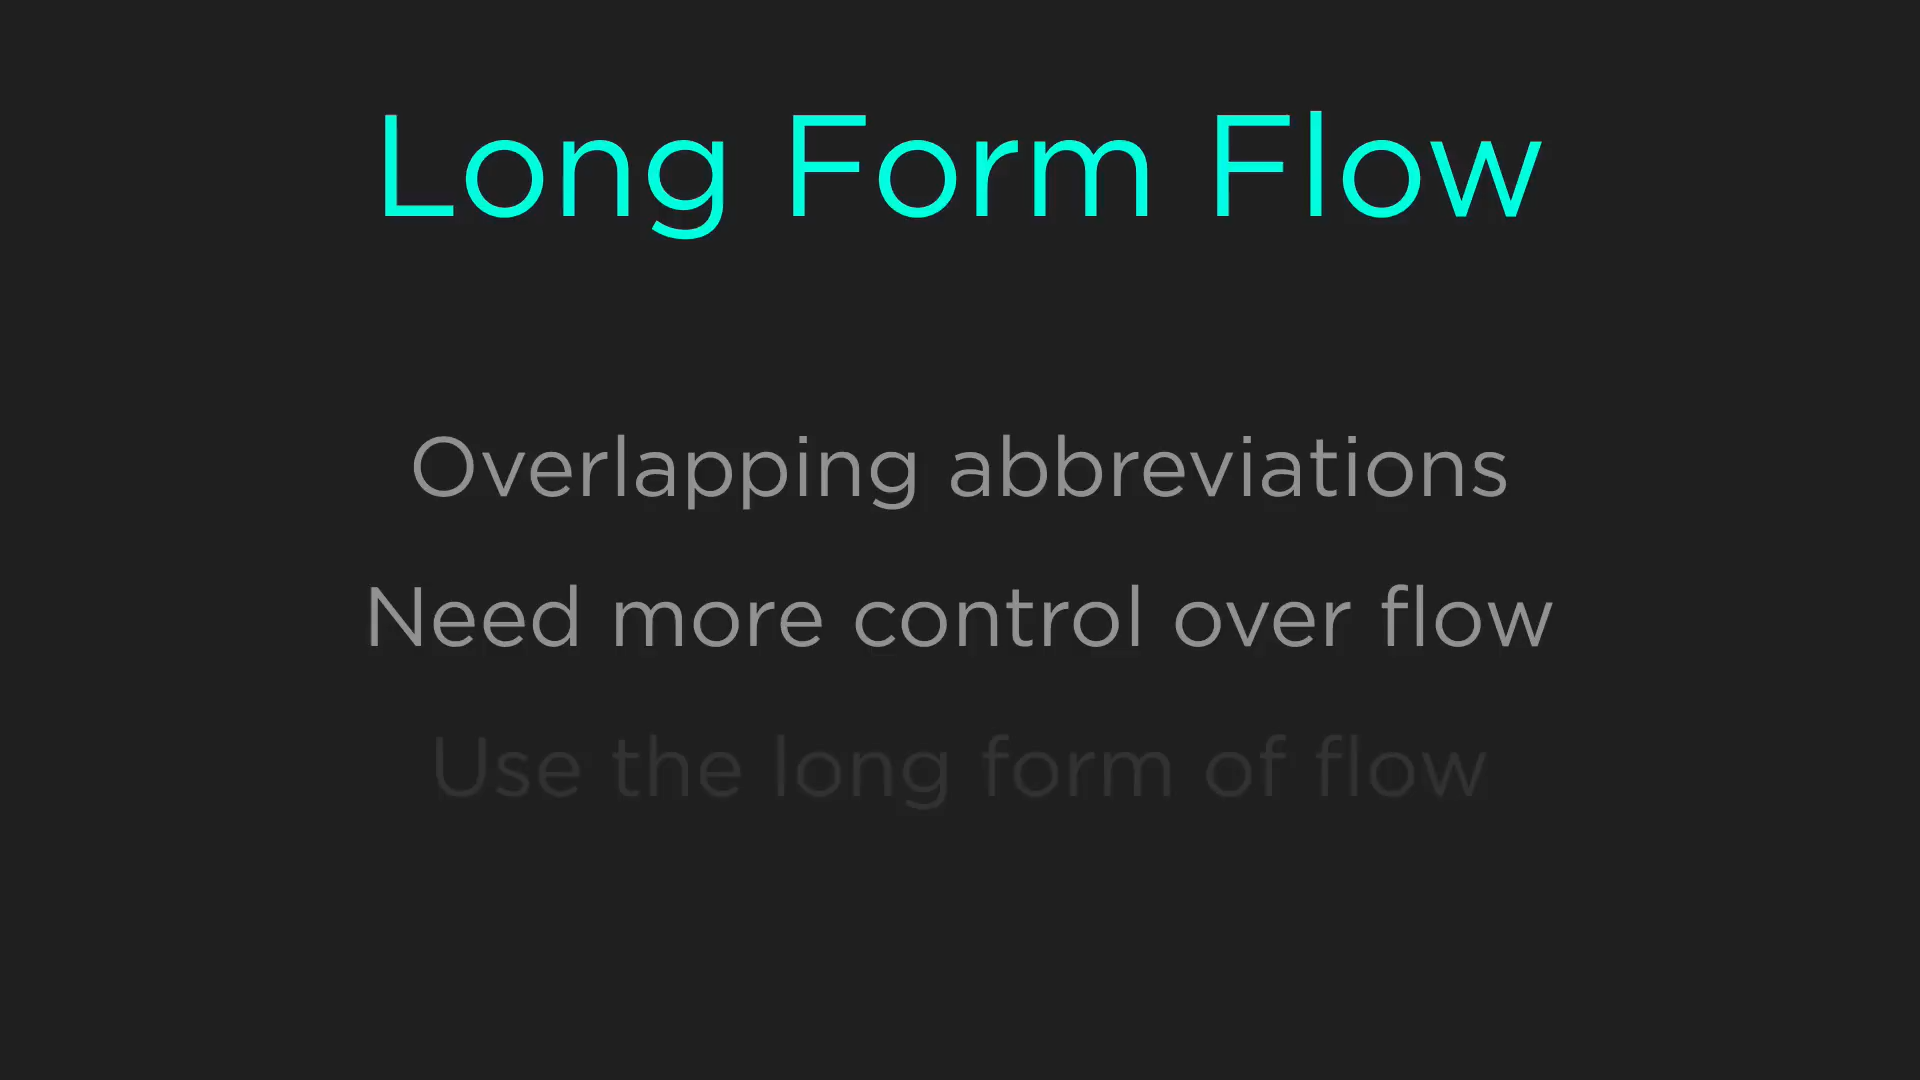 Long Form Flow
Overlapping abbreviations
Need more control over flow
Use the long form of flow